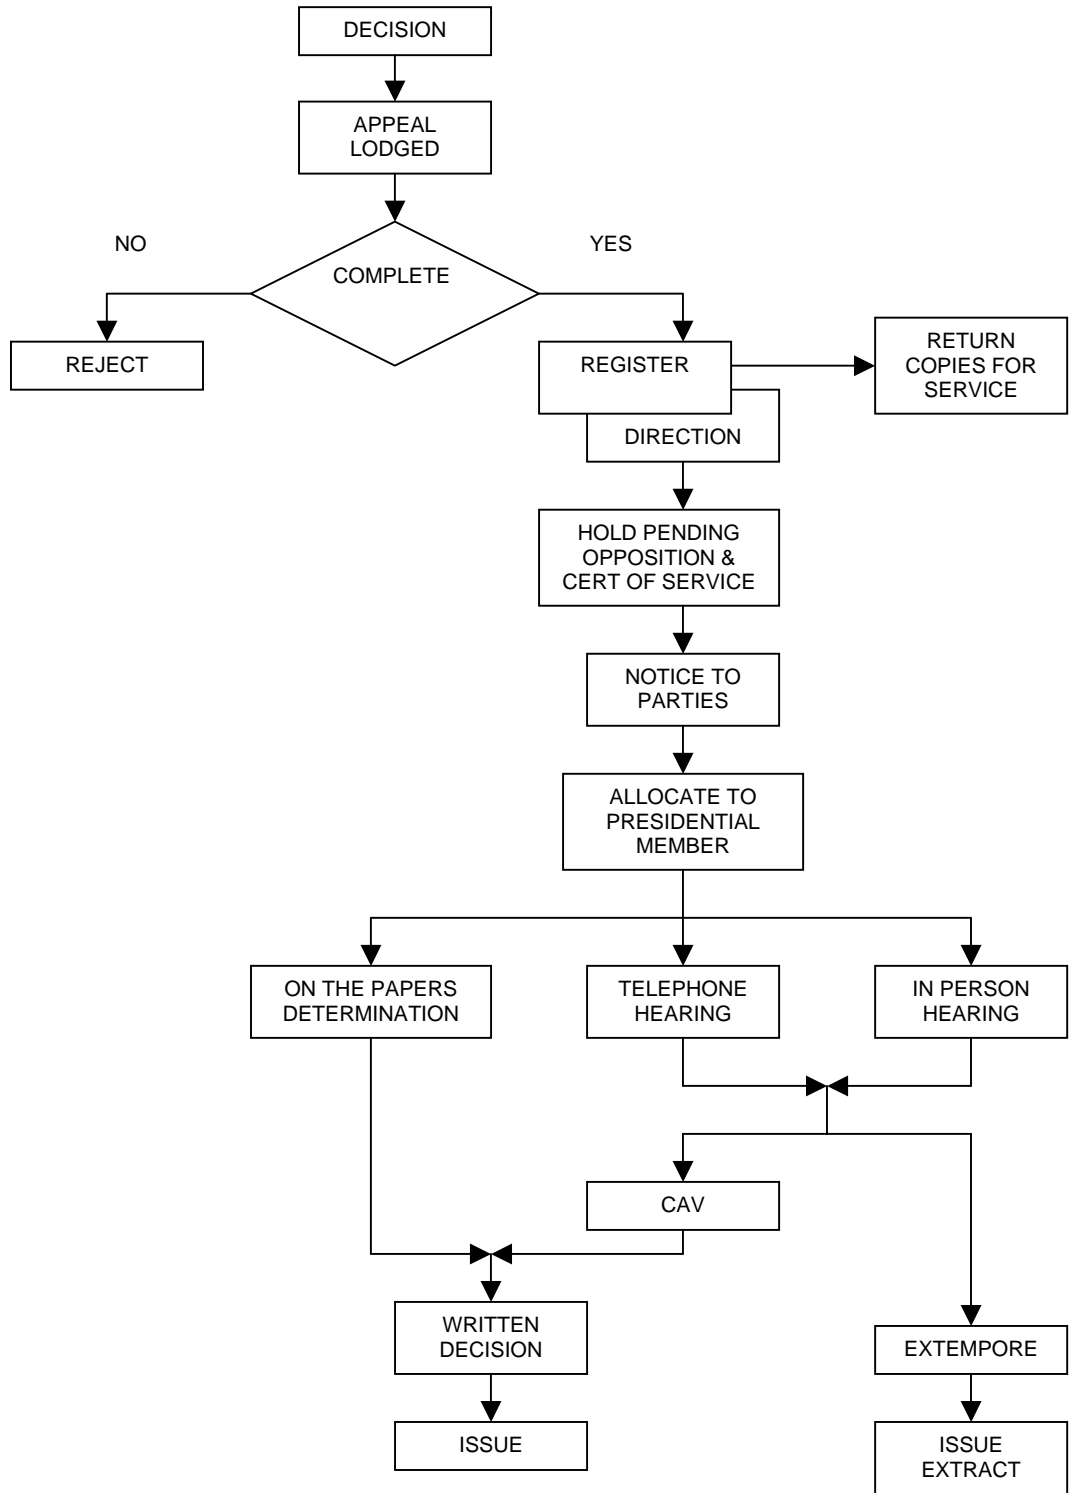 DECISION
APPEAL
LODGED
NO
YES
COMPLETE
REJECT
REGISTER
RETURN
COPIES FOR
SERVICE
DIRECTION
HOLD PENDING
OPPOSITION &
CERT OF SERVICE
NOTICE TO
PARTIES
ALLOCATE TO
PRESIDENTIAL
MEMBER
ON THE PAPERS
DETERMINATION
TELEPHONE
HEARING
IN PERSON
HEARING
CAV
WRITTEN
DECISION
EXTEMPORE
ISSUE
ISSUE
EXTRACT